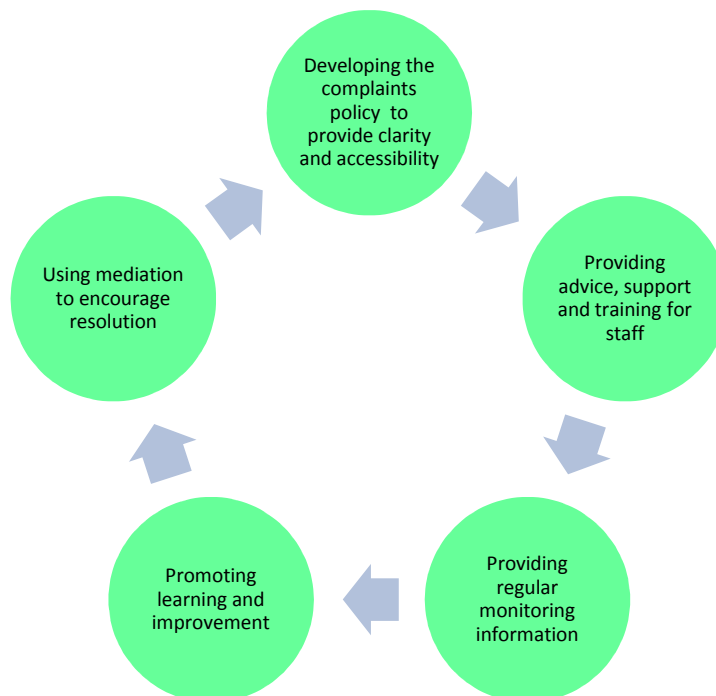 Developing the
complaints
policy to
provide clarity
and accessibility
Providing
advice, support
and training for
staff
Providing
regular
monitoring
information
Promoting
learning and
improvement
Using mediation
to encourage
resolution